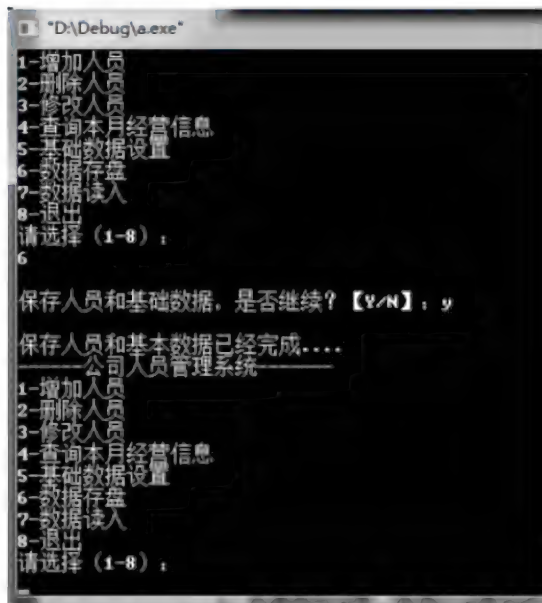 "D:\Debug\a.exe"
1-增加人员
2-删除人员
3-修改人员
4-查询本月经营信息
5-基础数据设置
6-数据存盘
7-数据读入
8-退出
请选择（1-8）：
6
保存人员和基础数据，是否继续？【Y/N】：y
保存人员和基本数据已经完成....
------公司人员管理系统------
1-增加人员
2-删除人员
3-修改人员
4-查询本月经营信息
5-基础数据设置
6-数据存盘
7-数据读入
8-退出
请选择（1-8）：